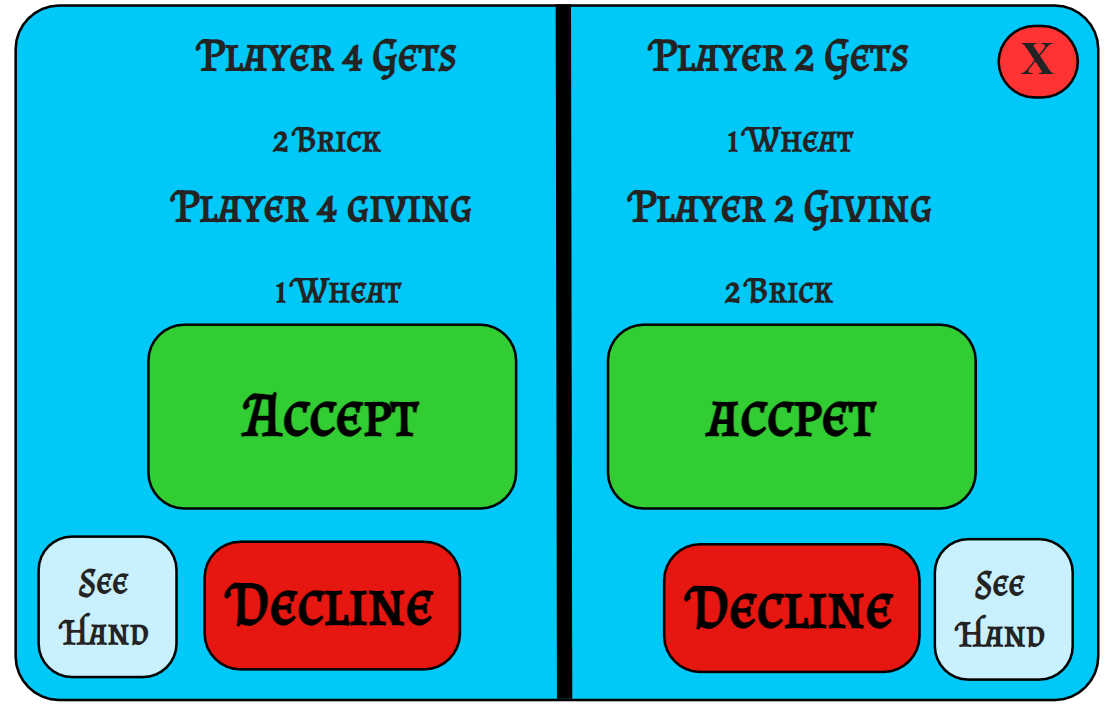 Player 4 Gets
2 Brick
Player 4 giving
1 Wheat
Accept
See
Hand
Decline
Player 2 Gets
X
1 Wheat
Player 2 Giving
2 Brick
accpet
Decline
See
Hand